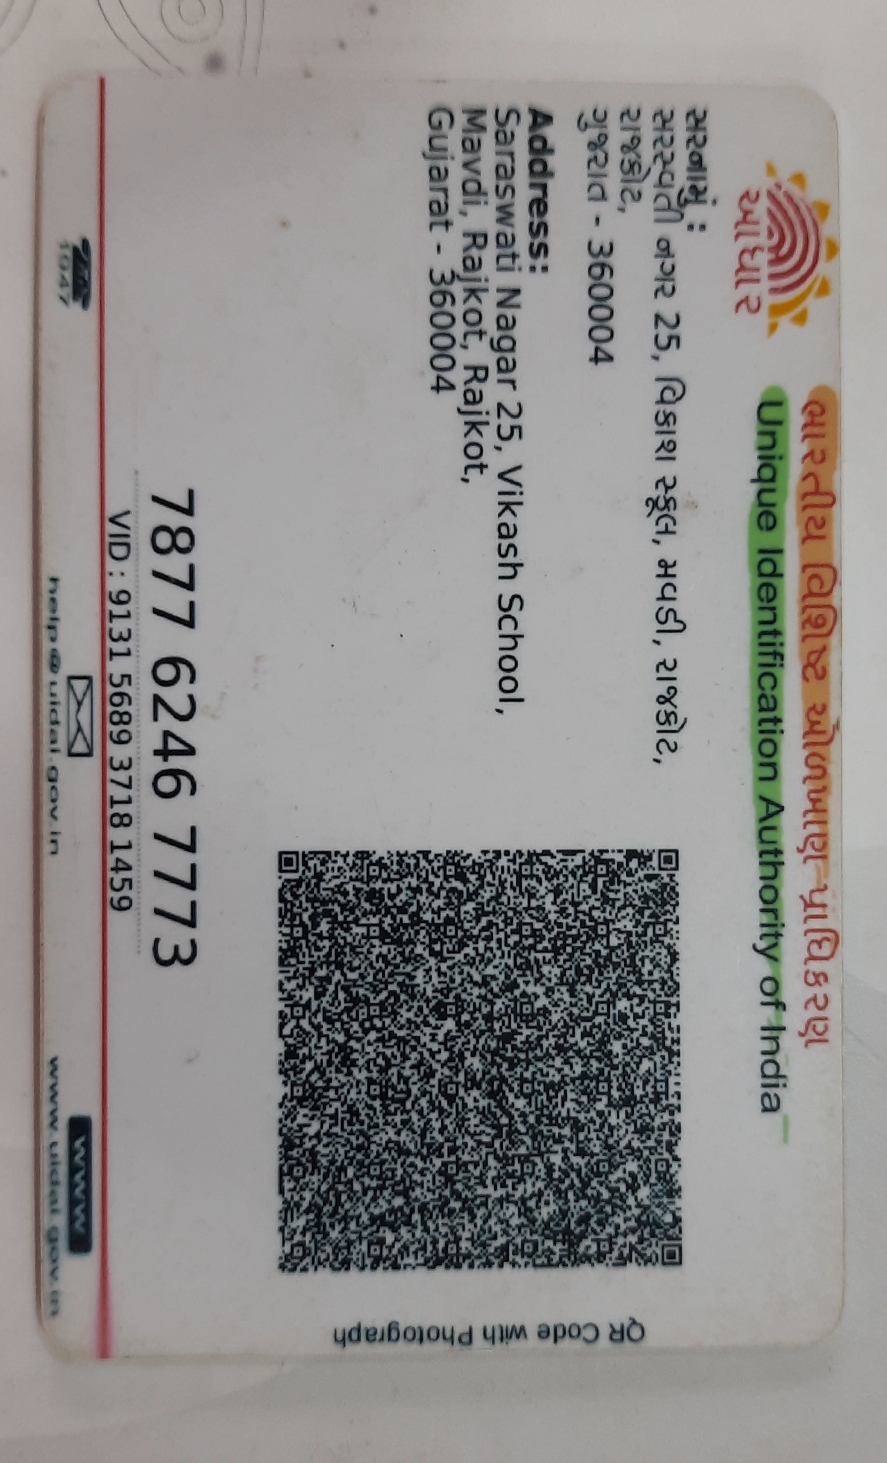 આધાર
ભારતીય વિશિષ્ટ ઓળખાણ પ્રાધિકરણ
Unique Identification Authority of India
સરનામું :
સરસ્વતી નગર 25, વિકાશ સ્કૂલ, મવડી, રાજકોટ,
રાજકોટ,
ગુજરાત - 360004
Address:
Saraswati Nagar 25, Vikash School,
Mavdi, Rajkot, Rajkot,
Gujarat - 360004
QR Code with Photograph
7877 6246 7773
VID : 9131 5689 3718 1459
1947
help@uidai.gov.in
WWW
www.uidai.gov.in